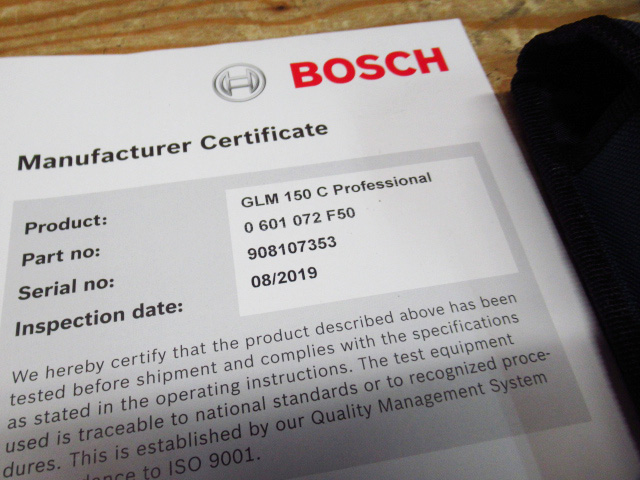 BOSCH
Manufacturer Certificate
Product: GLM 150 C Professional
Part no: 0 601 072 F50
Serial no: 908107353
Inspection date: 08/2019
We hereby certify that the product described above has been
tested before shipment and complies with the specifications
as stated in the operating instructions. The test equipment
used is traceable to national standards or to recognized proce-
dures. This is established by our Quality Management System
to ISO 9001.